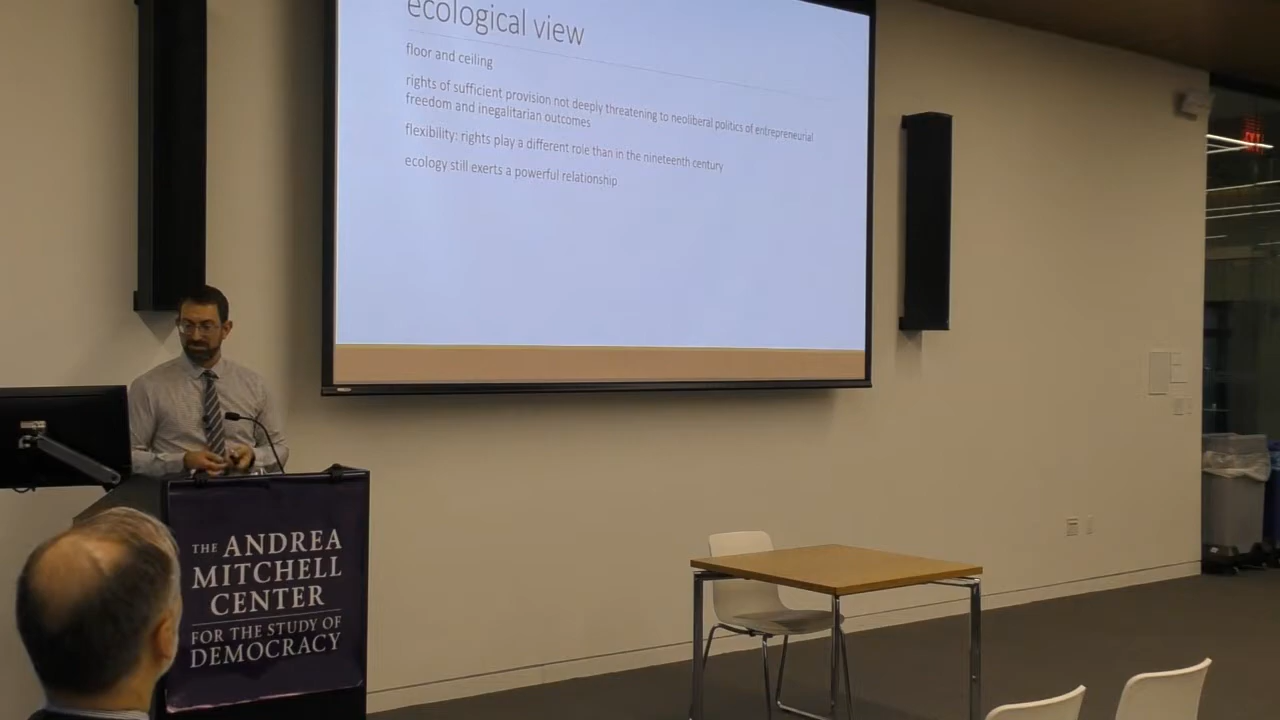 ecological view
floor and ceiling
rights of sufficient provision not deeply threatening to neoliberal politics of entrepreneurial
freedom and inegalitarian outcomes
flexibility: rights play a different role than in the nineteenth century
ecology still exerts a powerful relationship
THE ANDREA
MITCHELL
CENTER
FOR THE STUDY OF
DEMOCRACY